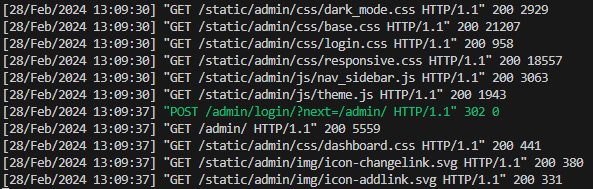 [28/Feb/2024 13:09:30] "GET /static/admin/css/dark_mode.css HTTP/1.1" 200 2929
[28/Feb/2024 13:09:30] "GET /static/admin/css/base.css HTTP/1.1" 200 21207
[28/Feb/2024 13:09:30] "GET /static/admin/css/login.css HTTP/1.1" 200 958
[28/Feb/2024 13:09:30] "GET /static/admin/css/responsive.css HTTP/1.1" 200 18557
[28/Feb/2024 13:09:30] "GET /static/admin/js/nav_sidebar.js HTTP/1.1" 200 3063
[28/Feb/2024 13:09:30] "GET /static/admin/js/theme.js HTTP/1.1" 200 1943
[28/Feb/2024 13:09:37] "POST /admin/login/?next=/admin/ HTTP/1.1" 302 0
[28/Feb/2024 13:09:37] "GET /admin/ HTTP/1.1" 200 5559
[28/Feb/2024 13:09:37] "GET /static/admin/css/dashboard.css HTTP/1.1" 200 441
[28/Feb/2024 13:09:37] "GET /static/admin/img/icon-changelink.svg HTTP/1.1" 200 380
[28/Feb/2024 13:09:37] "GET /static/admin/img/icon-addlink.svg HTTP/1.1" 200 331